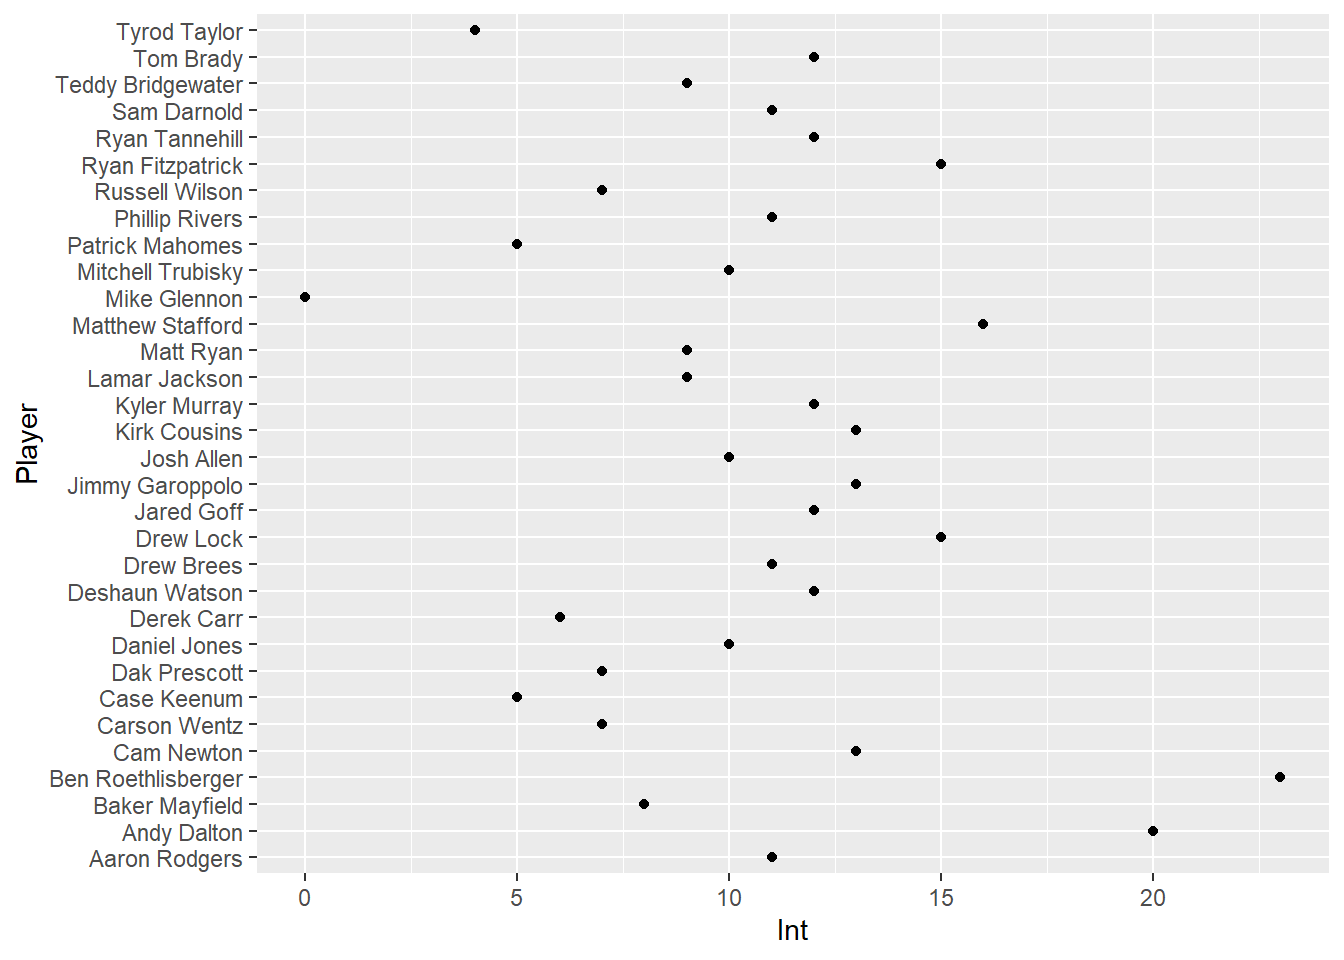 Tyrod Taylor
Tom Brady
Teddy Bridgewater
Sam Darnold
Ryan Tannehill
Ryan Fitzpatrick
Russell Wilson
Phillip Rivers
Patrick Mahomes
Mitchell Trubisky
Mike Glennon
Matthew Stafford
Matt Ryan
Lamar Jackson
Kyler Murray
Kirk Cousins
Josh Allen
Jimmy Garoppolo
Jared Goff
Drew Lock
Drew Brees
Deshaun Watson
Derek Carr
Daniel Jones
Dak Prescott
Case Keenum
Carson Wentz
Cam Newton
Ben Roethlisberger
Baker Mayfield
Andy Dalton
Aaron Rodgers
Player
0 5 10 15 20
Int